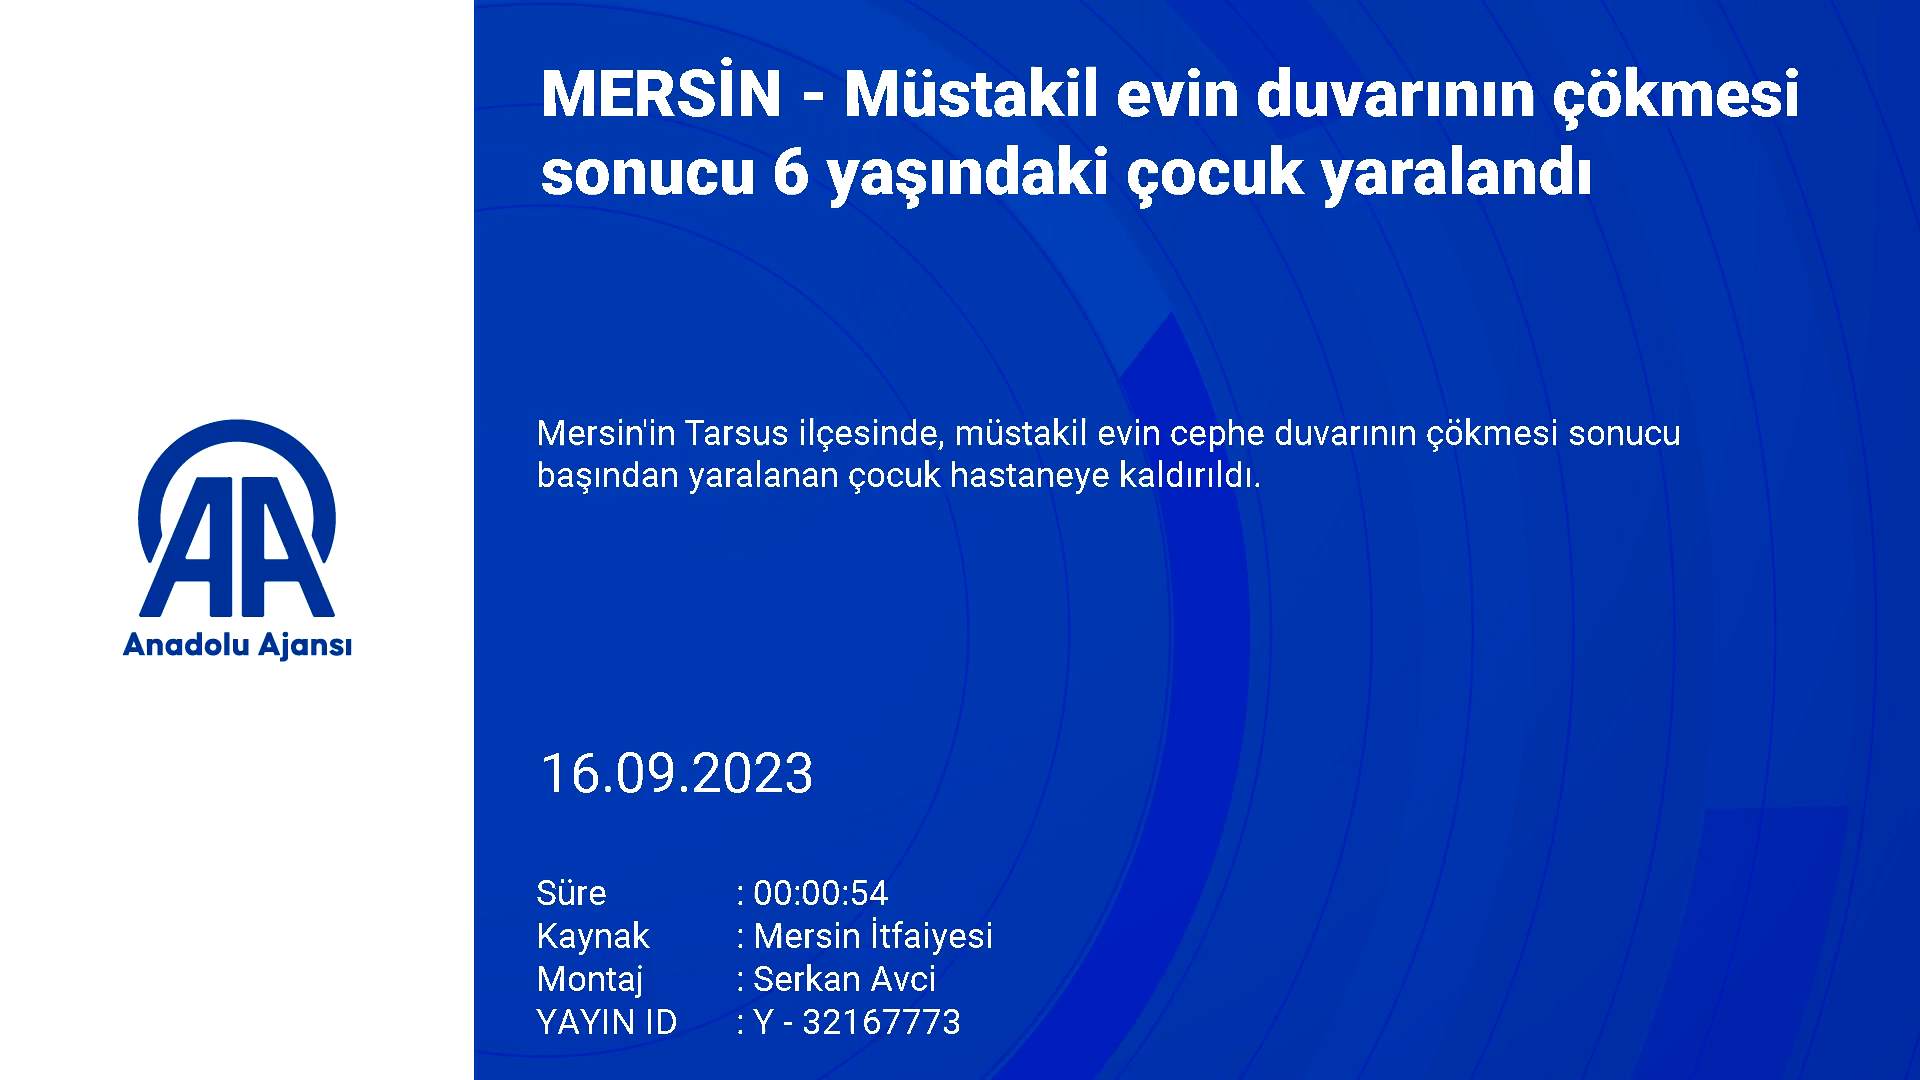 MERSİN - Müstakil evin duvarının çökmesi
sonucu 6 yaşındaki çocuk yaralandı
Mersin'in Tarsus ilçesinde, müstakil evin cephe duvarının çökmesi sonucu
başından yaralanan çocuk hastaneye kaldırıldı.
AA
Anadolu Ajansı
16.09.2023
Süre : 00:00:54
Kaynak : Mersin İtfaiyesi
Montaj : Serkan Avci
YAYIN ID : Y - 32167773